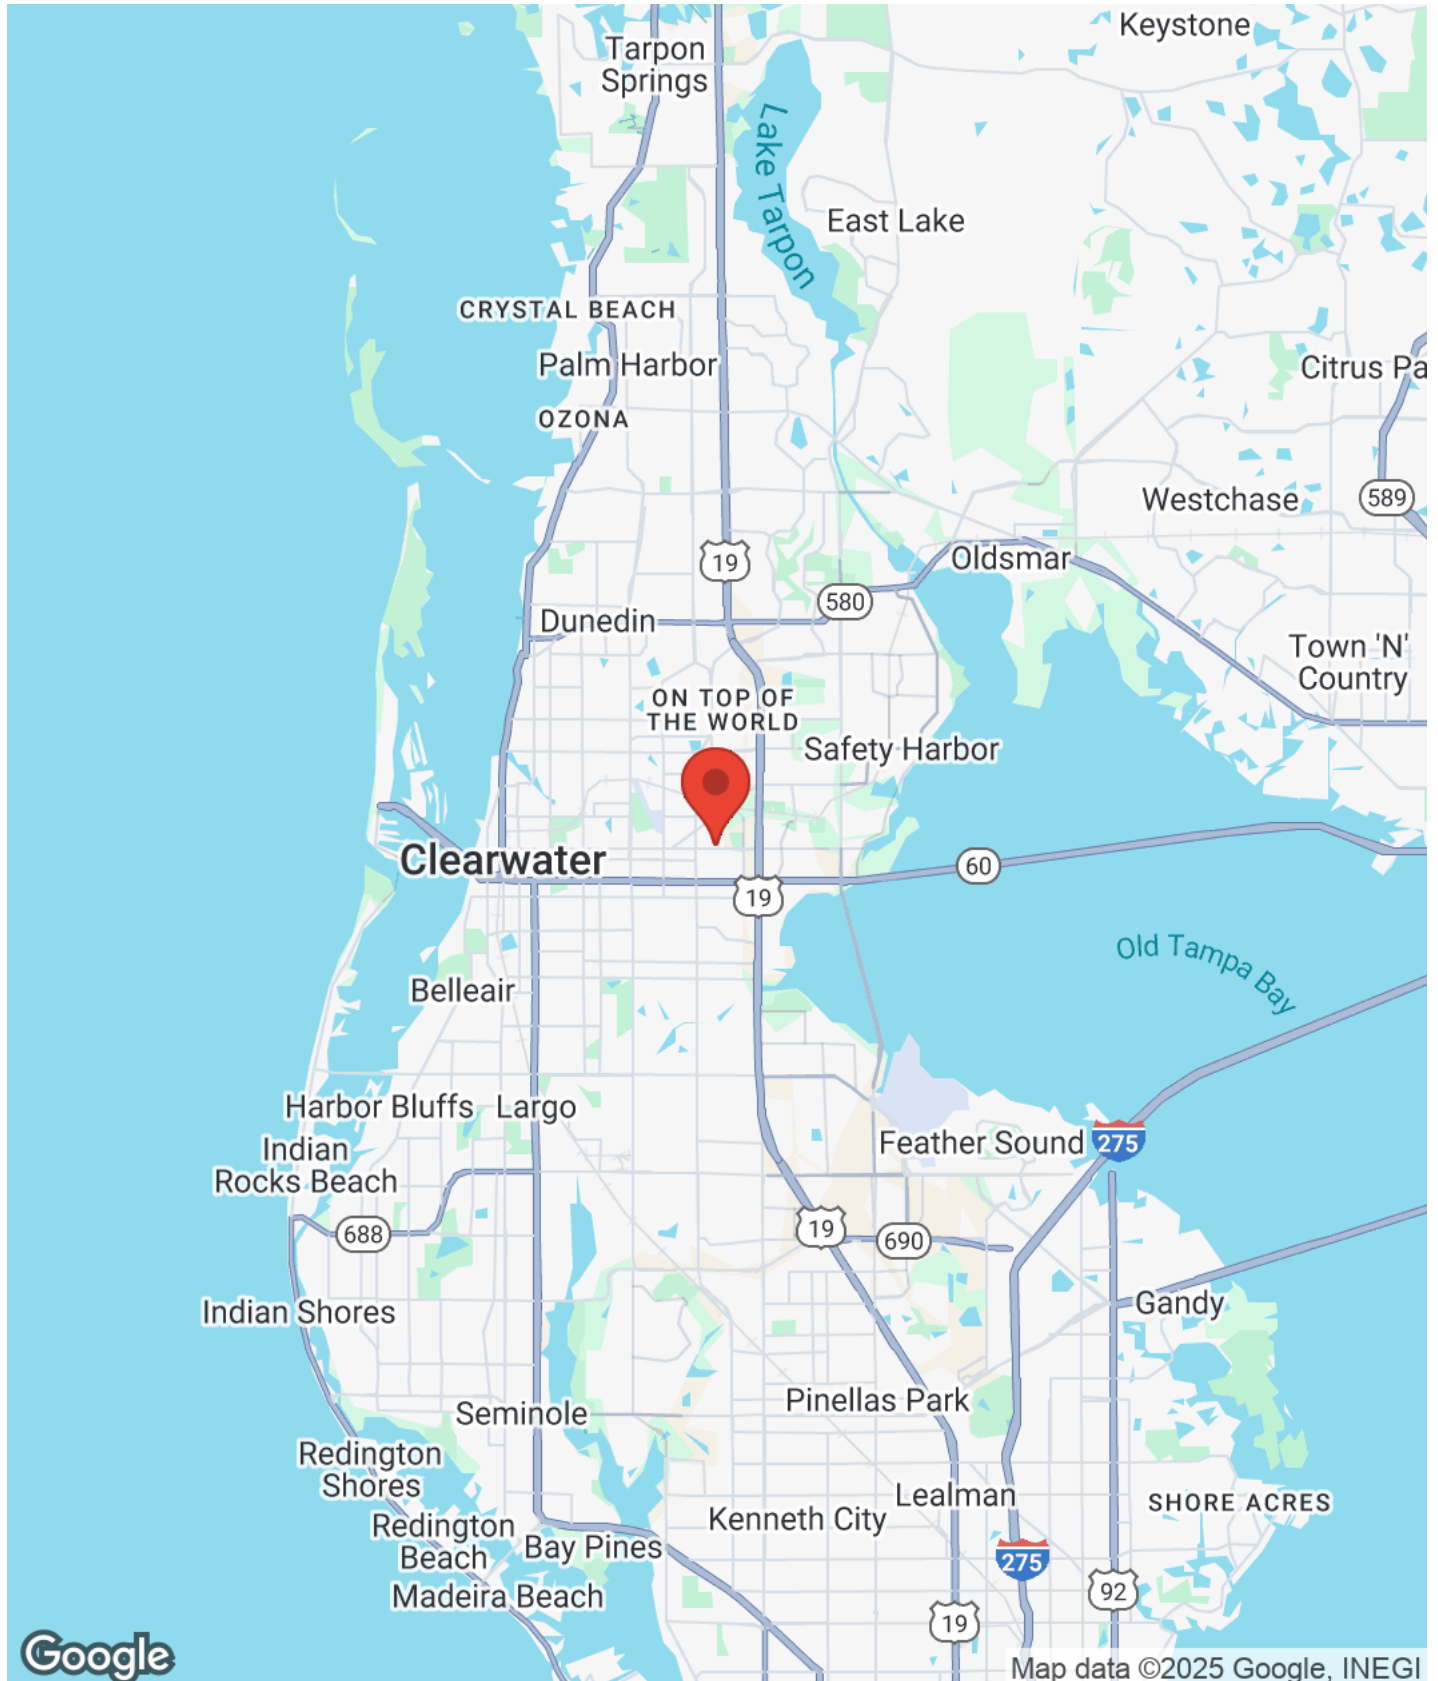 Keystone
Tarpon
Springs
Lake Tarpon
East Lake
CRYSTAL BEACH
Palm Harbor
Citrus Pa
OZONA
Westchase
589
19
Oldsmar
580
Dunedin
Town 'N'
Country
ON TOP OF
THE WORLD
Safety Harbor
Clearwater
60
19
Old Tampa Bay
Belleair
Harbor Bluffs
Largo
Feather Sound
275
Indian
Rocks Beach
19
690
688
Indian Shores
Gandy
Pinellas Park
Seminole
Redington
Shores
Lealman
SHORE ACRES
Kenneth City
Redington
Beach
Bay Pines
275
92
Madeira Beach
19
Google
Map data ©2025 Google, INEGI